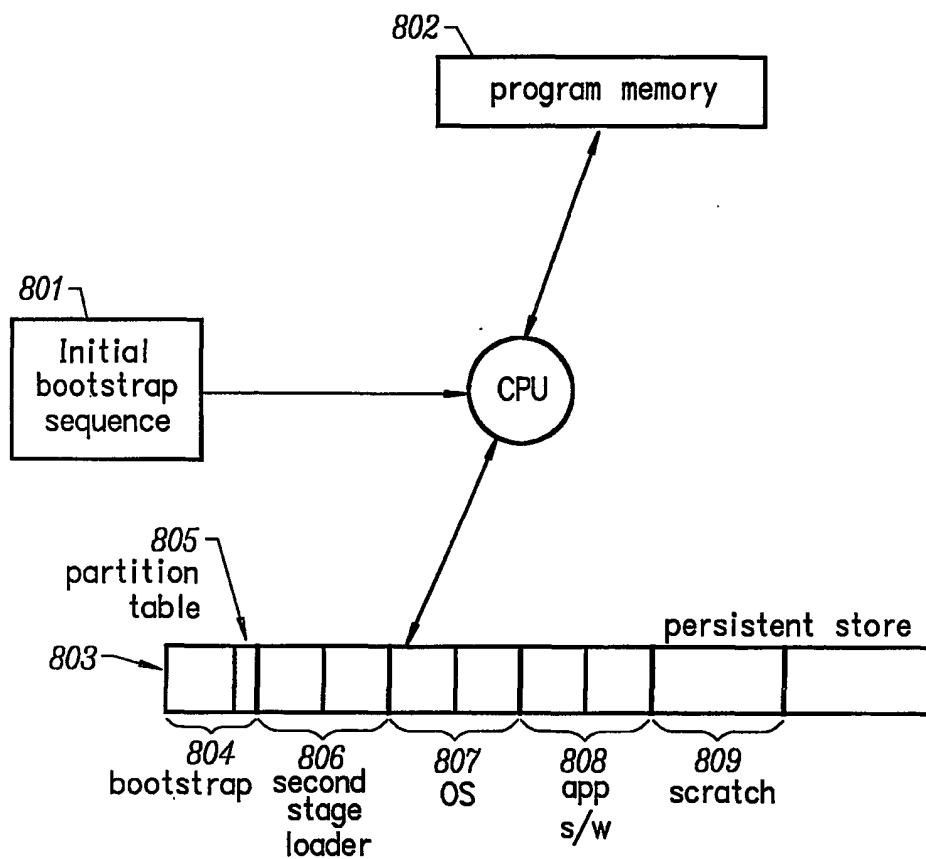 802
program memory
801
Initial
bootstrap
sequence
CPU
805
partition
table
persistent store
803
804
bootstrap
806
second
stage
loader
807
OS
808
app
s/w
809
scratch